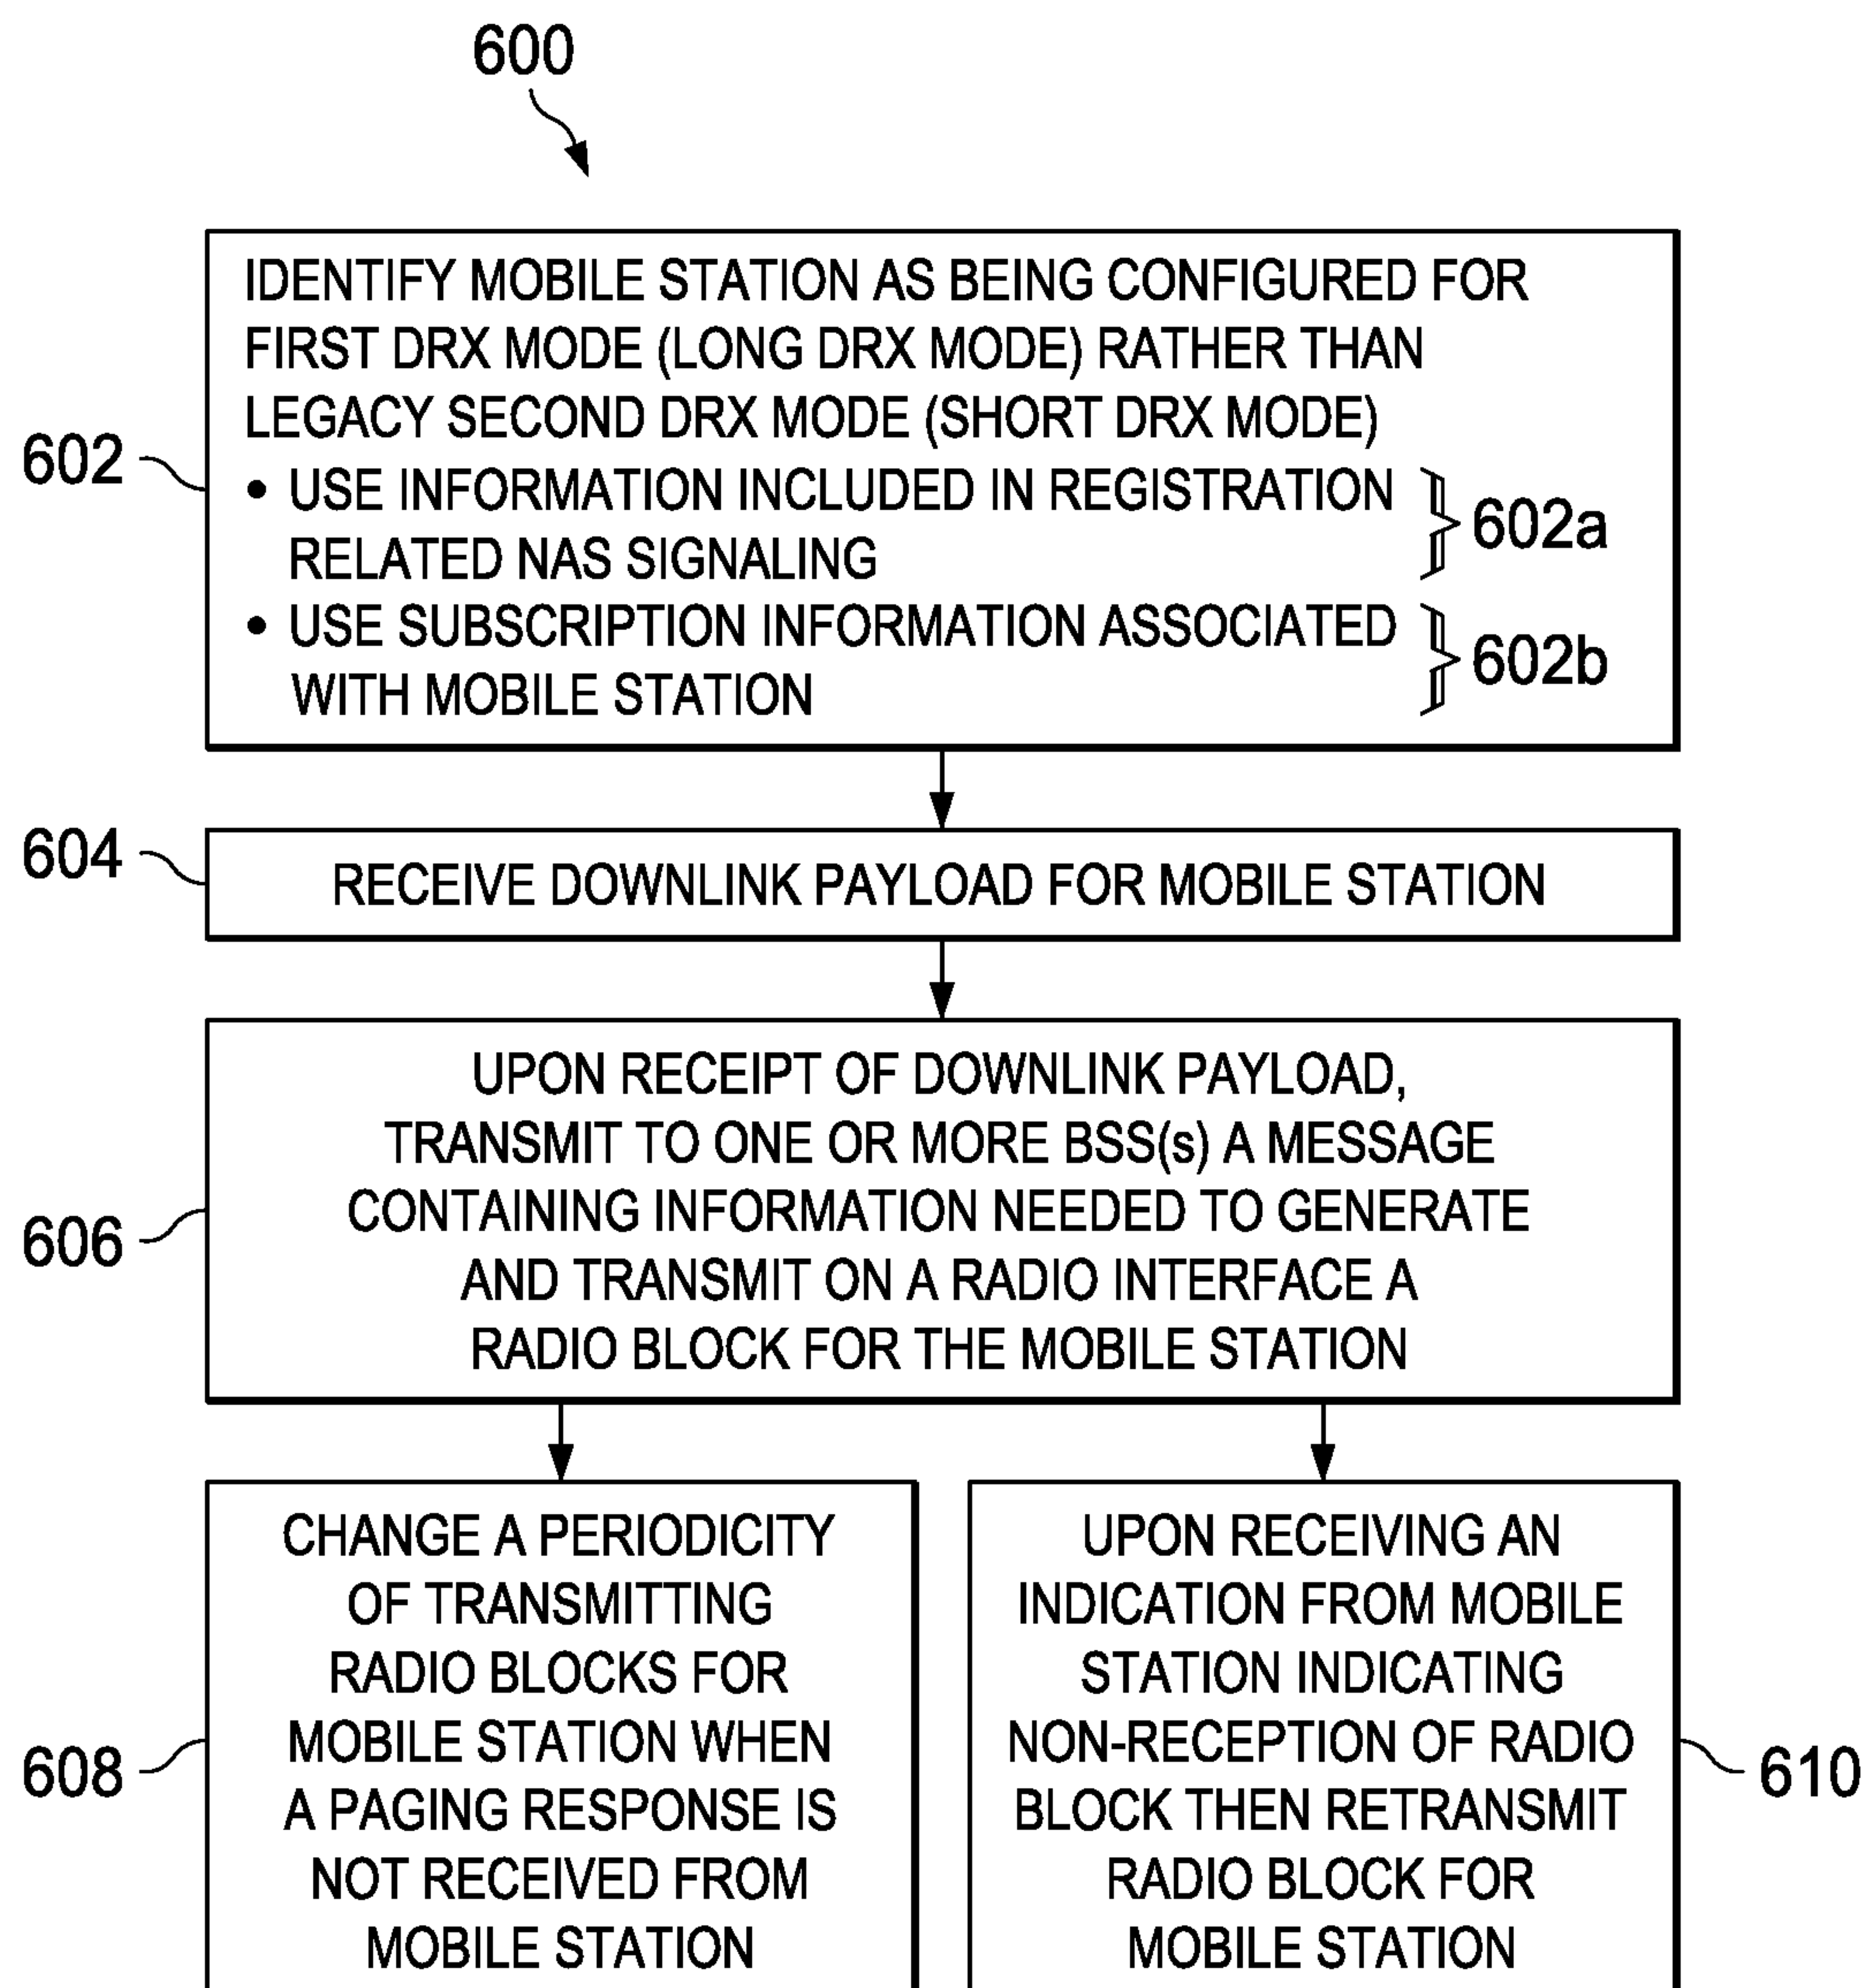 600
602
IDENTIFY MOBILE STATION AS BEING CONFIGURED FOR
FIRST DRX MODE (LONG DRX MODE) RATHER THAN
LEGACY SECOND DRX MODE (SHORT DRX MODE)
• USE INFORMATION INCLUDED IN REGISTRATION
RELATED NAS SIGNALING
602a
• USE SUBSCRIPTION INFORMATION ASSOCIATED
WITH MOBILE STATION
602b
604
RECEIVE DOWNLINK PAYLOAD FOR MOBILE STATION
606
UPON RECEIPT OF DOWNLINK PAYLOAD,
TRANSMIT TO ONE OR MORE BSS(s) A MESSAGE
CONTAINING INFORMATION NEEDED TO GENERATE
AND TRANSMIT ON A RADIO INTERFACE A
RADIO BLOCK FOR THE MOBILE STATION
608
CHANGE A PERIODICITY
OF TRANSMITTING
RADIO BLOCKS FOR
MOBILE STATION WHEN
A PAGING RESPONSE IS
NOT RECEIVED FROM
MOBILE STATION
UPON RECEIVING AN
INDICATION FROM MOBILE
STATION INDICATING
NON-RECEPTION OF RADIO
BLOCK THEN RETRANSMIT
RADIO BLOCK FOR
MOBILE STATION
610